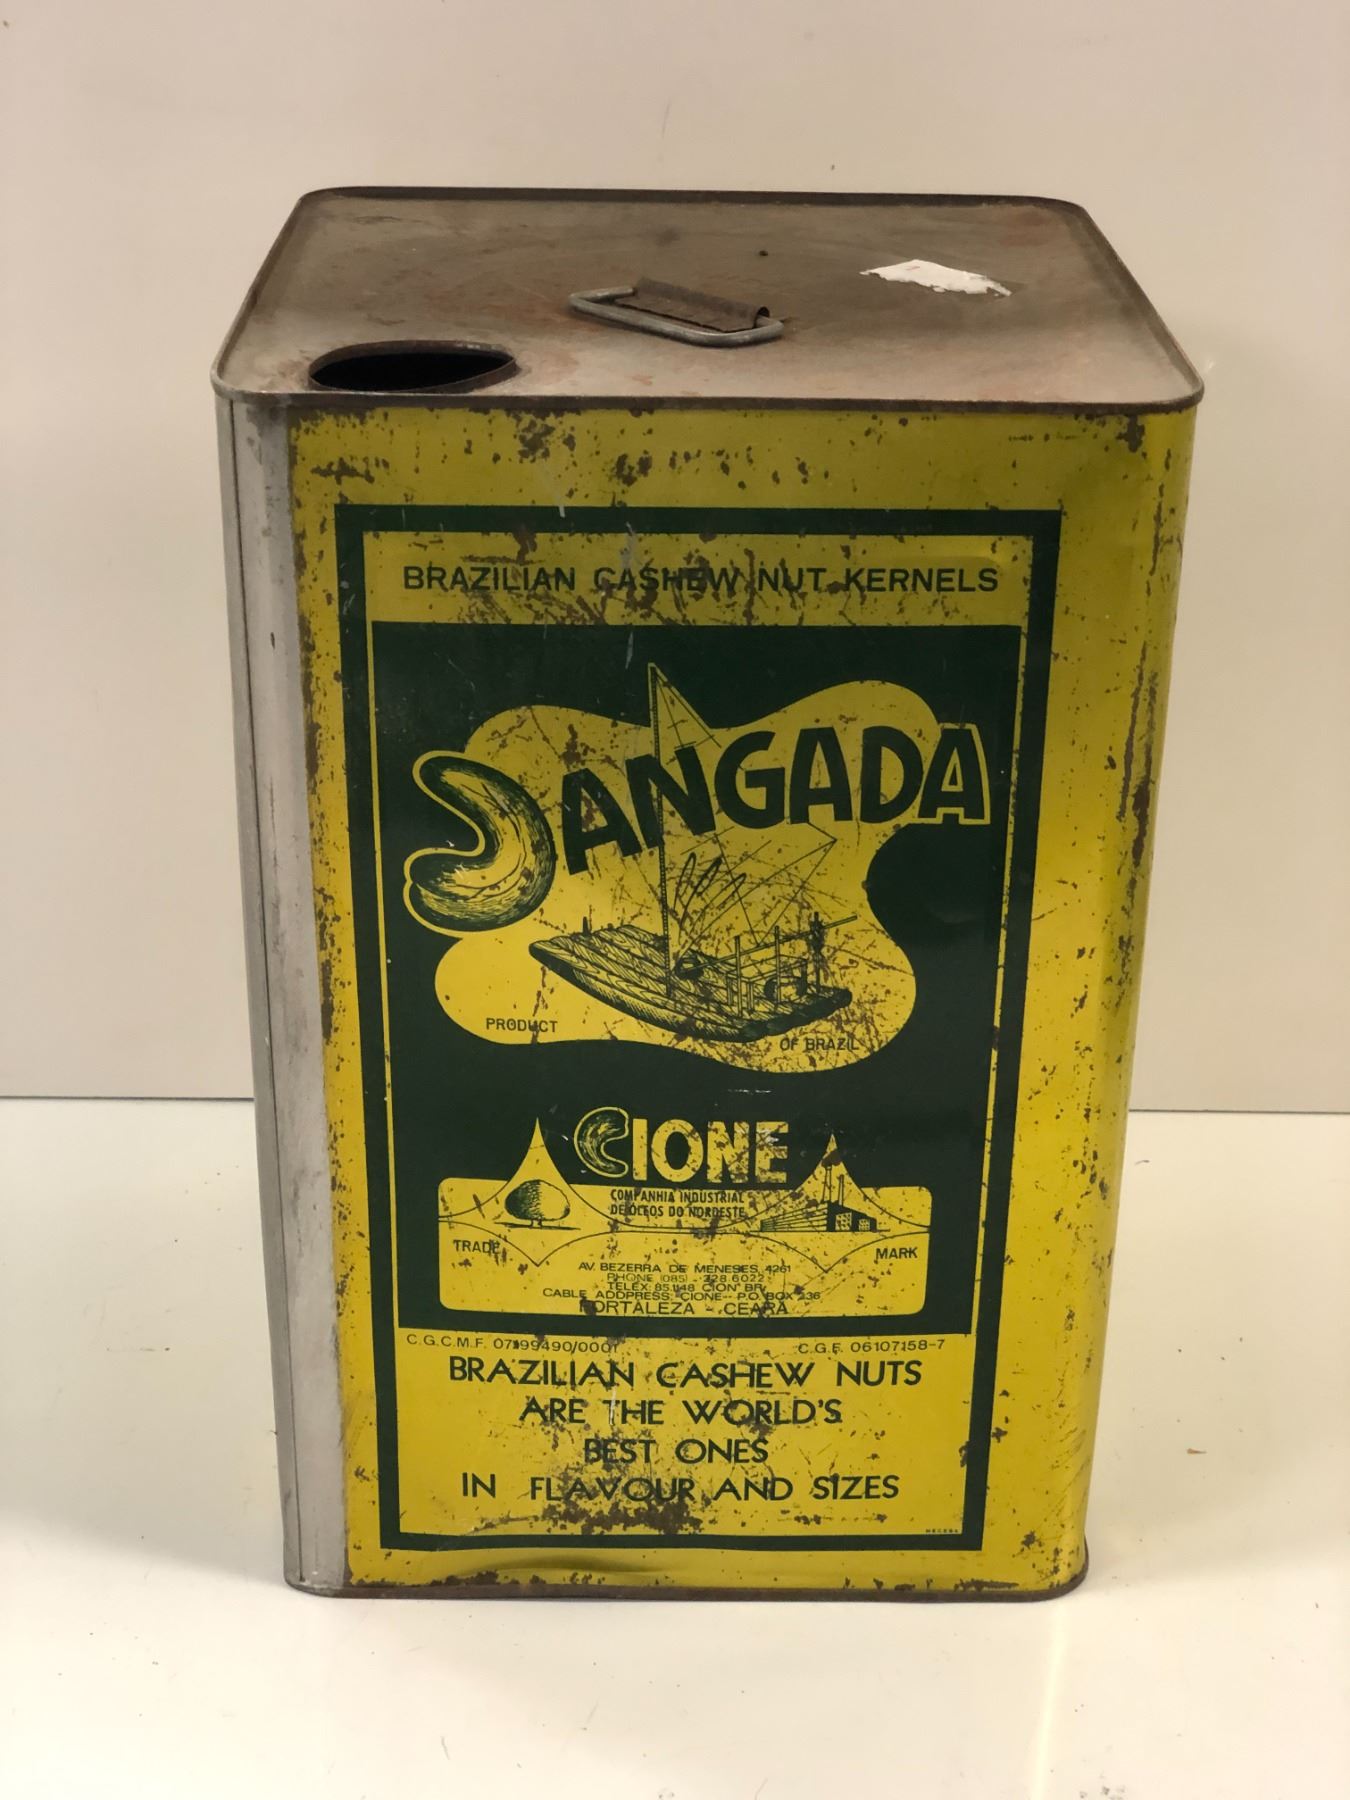 BRAZILIAN CASHEW NUT KERNELS
JANGADA
PRODUCT OF BRAZIL
CIONE
COMPANHIA INDUSTRIAL
DE OLEOS DO NORDESTE
TRADE MARK
AV. BEZERRA DE MENESES, 4261
PHONE (085) - 228.6022
TELEX 85.1148 CION BR.
CABLE ADDPRESS: CIONE - P.O. BOX 236
FORTALEZA - CEARÁ
C.G.C.M.F. 07199490/0001 C.G.F. 06107158-7
BRAZILIAN CASHEW NUTS
ARE THE WORLD'S
BEST ONES
IN FLAVOUR AND SIZES